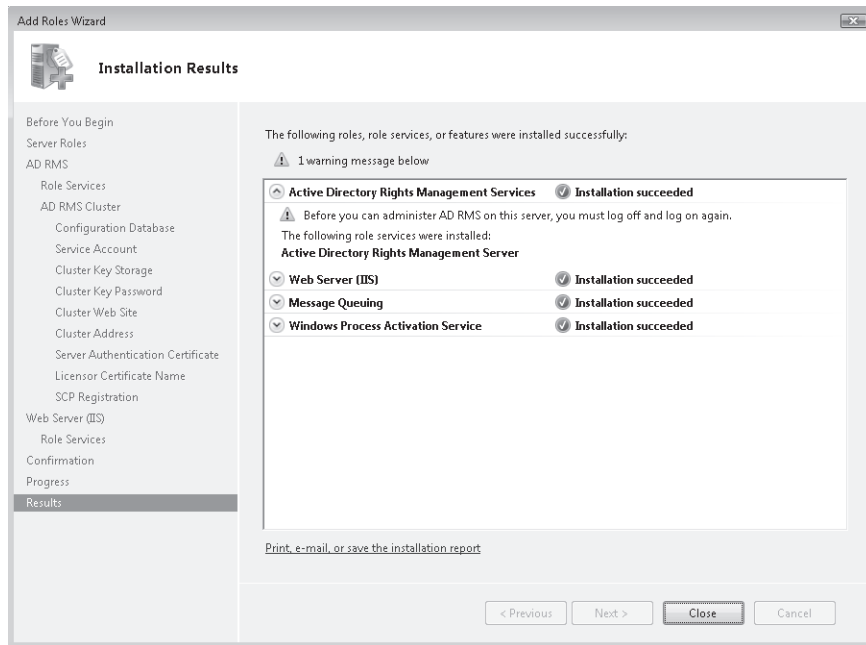 Add Roles Wizard
Installation Results
Before You Begin
Server Roles
AD RMS
Role Services
AD RMS Cluster
Configuration Database
Service Account
Cluster Key Storage
Cluster Key Password
Cluster Web Site
Cluster Address
Server Authentication Certificate
Licensor Certificate Name
SCP Registration
Web Server (IIS)
Role Services
Confirmation
Progress
Results
The following roles, role services, or features were installed successfully:
1 warning message below
Active Directory Rights Management Services Installation succeeded
Before you can administer AD RMS on this server, you must log off and log on again.
The following role services were installed:
Active Directory Rights Management Server
Web Server (IIS) Installation succeeded
Message Queuing Installation succeeded
Windows Process Activation Service Installation succeeded
Print, e-mail, or save the installation report
< Previous Next > Close Cancel